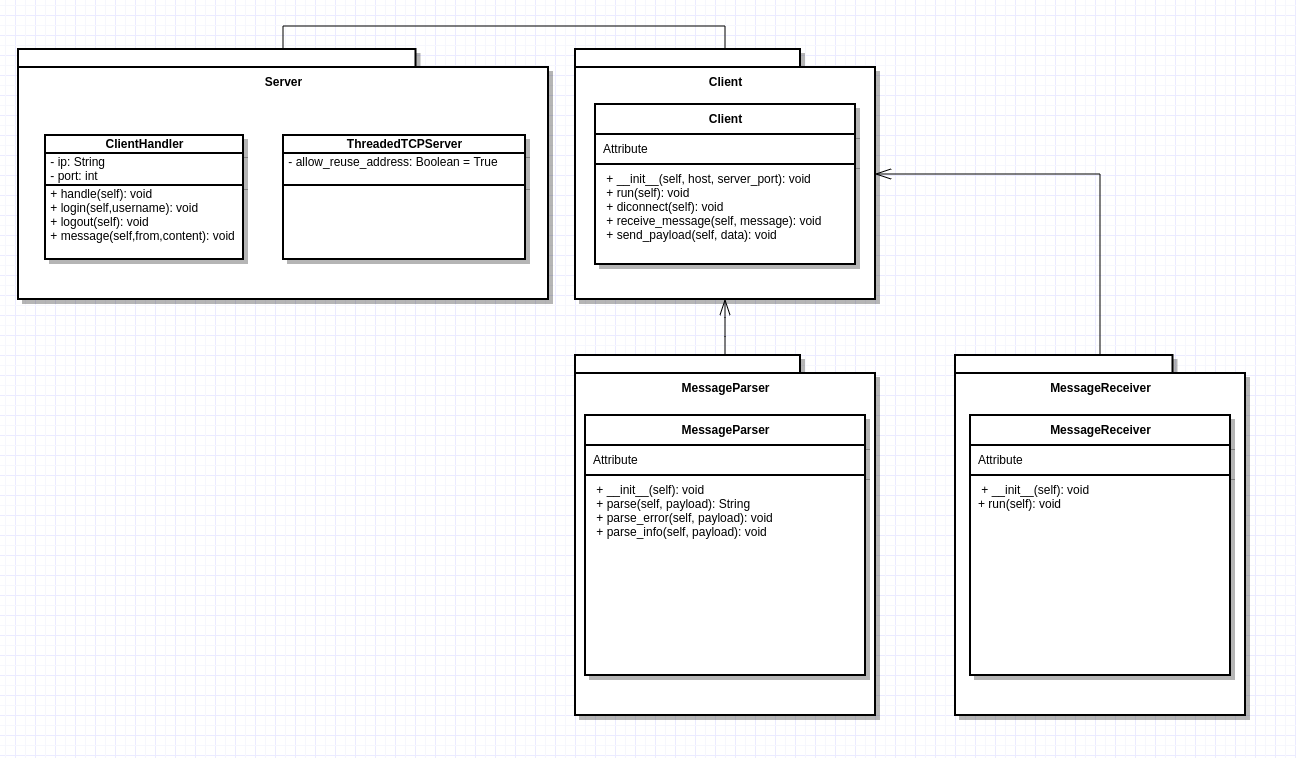 Server
ClientHandler
- ip: String
- port: int
+ handle(self): void
+ login(self,username): void
+ logout(self): void
+ message(self,from,content): void
ThreadedTCPServer
- allow_reuse_address: Boolean = True
Client
Client
Attribute
+ __init__(self, host, server_port): void
+ run(self): void
+ diconnect(self): void
+ receive_message(self, message): void
+ send_payload(self, data): void
MessageParser
MessageParser
Attribute
+ __init__(self): void
+ parse(self, payload): String
+ parse_error(self, payload): void
+ parse_info(self, payload): void
MessageReceiver
MessageReceiver
Attribute
+ __init__(self): void
+ run(self): void